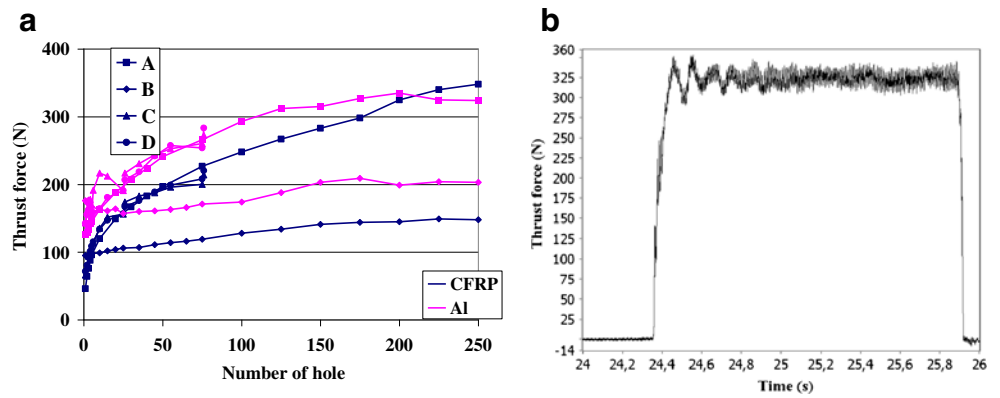 a
Thrust force (N)
400
300
200
100
0
A
B
C
D
CFRP
Al
0 50 100 150 200 250
Number of hole
b
Thrust force (N)
360
325
300
275
250
225
200
175
150
125
100
75
50
25
-14
24 24,2 24,4 24,6 24,8 25 25,2 25,4 25,6 25,8 26
Time (s)